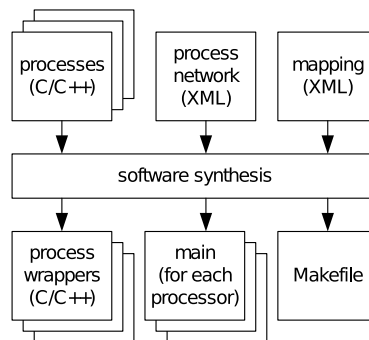 processes
(C/C++)
process
network
(XML)
mapping
(XML)
software synthesis
process
wrappers
(C/C++)
main
(for each
processor)
Makefile